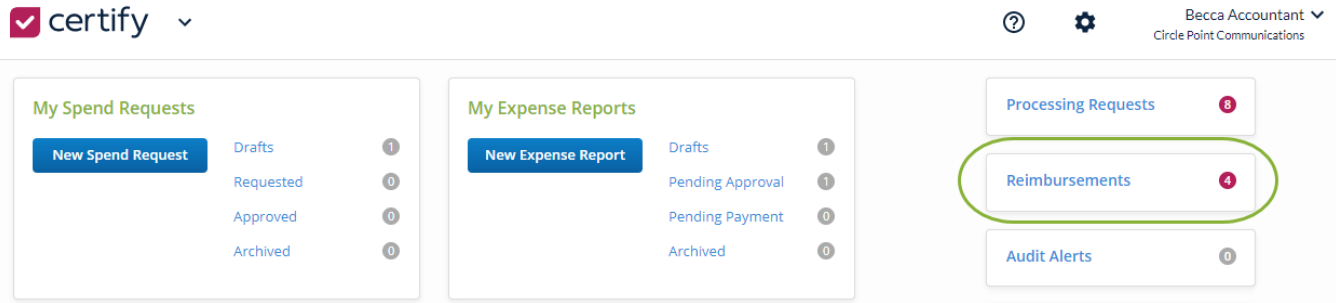 certify
Becca Accountant
Circle Point Communications
My Spend Requests
New Spend Request
Drafts 1
Requested 0
Approved 0
Archived 0
My Expense Reports
New Expense Report
Drafts 1
Pending Approval 1
Pending Payment 0
Archived 0
Processing Requests 8
Reimbursements 4
Audit Alerts 0